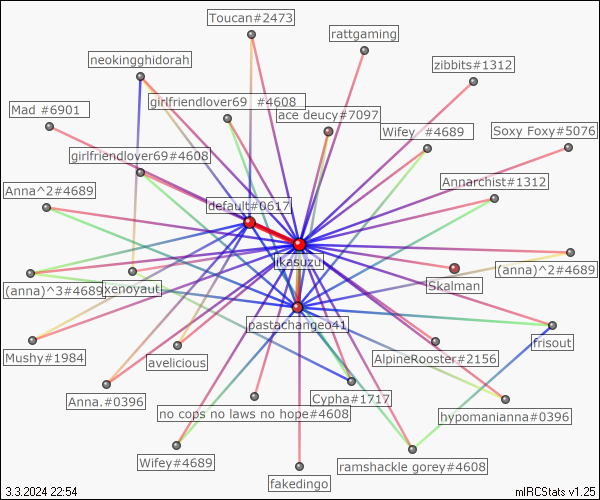 Toucan#2473
rattgaming
neokingghidorah
zibbits#1312
girlfriendlover69 #4608
Mad #6901
ace deucy#7097
Wifey #4689
Soxy Foxy#5076
girlfriendlover69#4608
Annarchist#1312
Anna^2#4689
default#0617
ikasuzu
(anna)^2#4689
(anna)^3#4689
xenoyaut
Skalman
pastachangeo41
frisout
Mushy#1984
avelicious
AlpineRooster#2156
Anna.#0396
Cypha#1717
no cops no laws no hope#4608
hypomanianna#0396
Wifey#4689
ramshackle gorey#4608
fakedingo
3.3.2024 22:54
mIRCStats v1.25